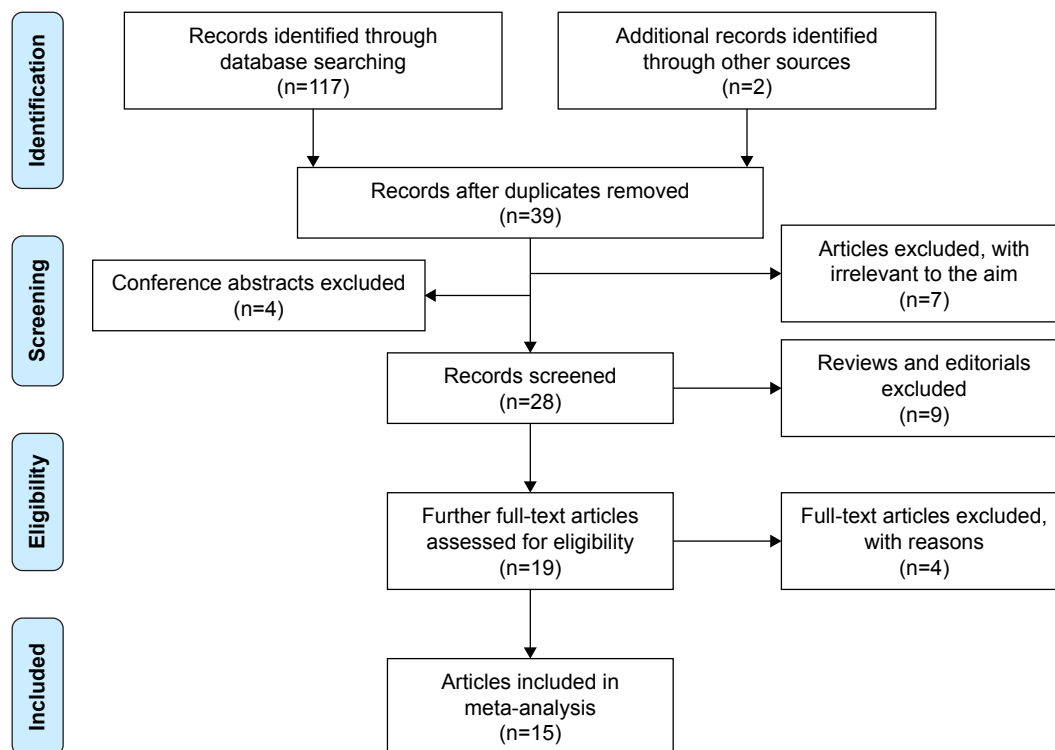 Identification
Records identified through
database searching
(n=117)
Additional records identified
through other sources
(n=2)
Records after duplicates removed
(n=39)
Screening
Conference abstracts excluded
(n=4)
Articles excluded, with
irrelevant to the aim
(n=7)
Records screened
(n=28)
Reviews and editorials
excluded
(n=9)
Eligibility
Further full-text articles
assessed for eligibility
(n=19)
Full-text articles excluded,
with reasons
(n=4)
Included
Articles included in
meta-analysis
(n=15)